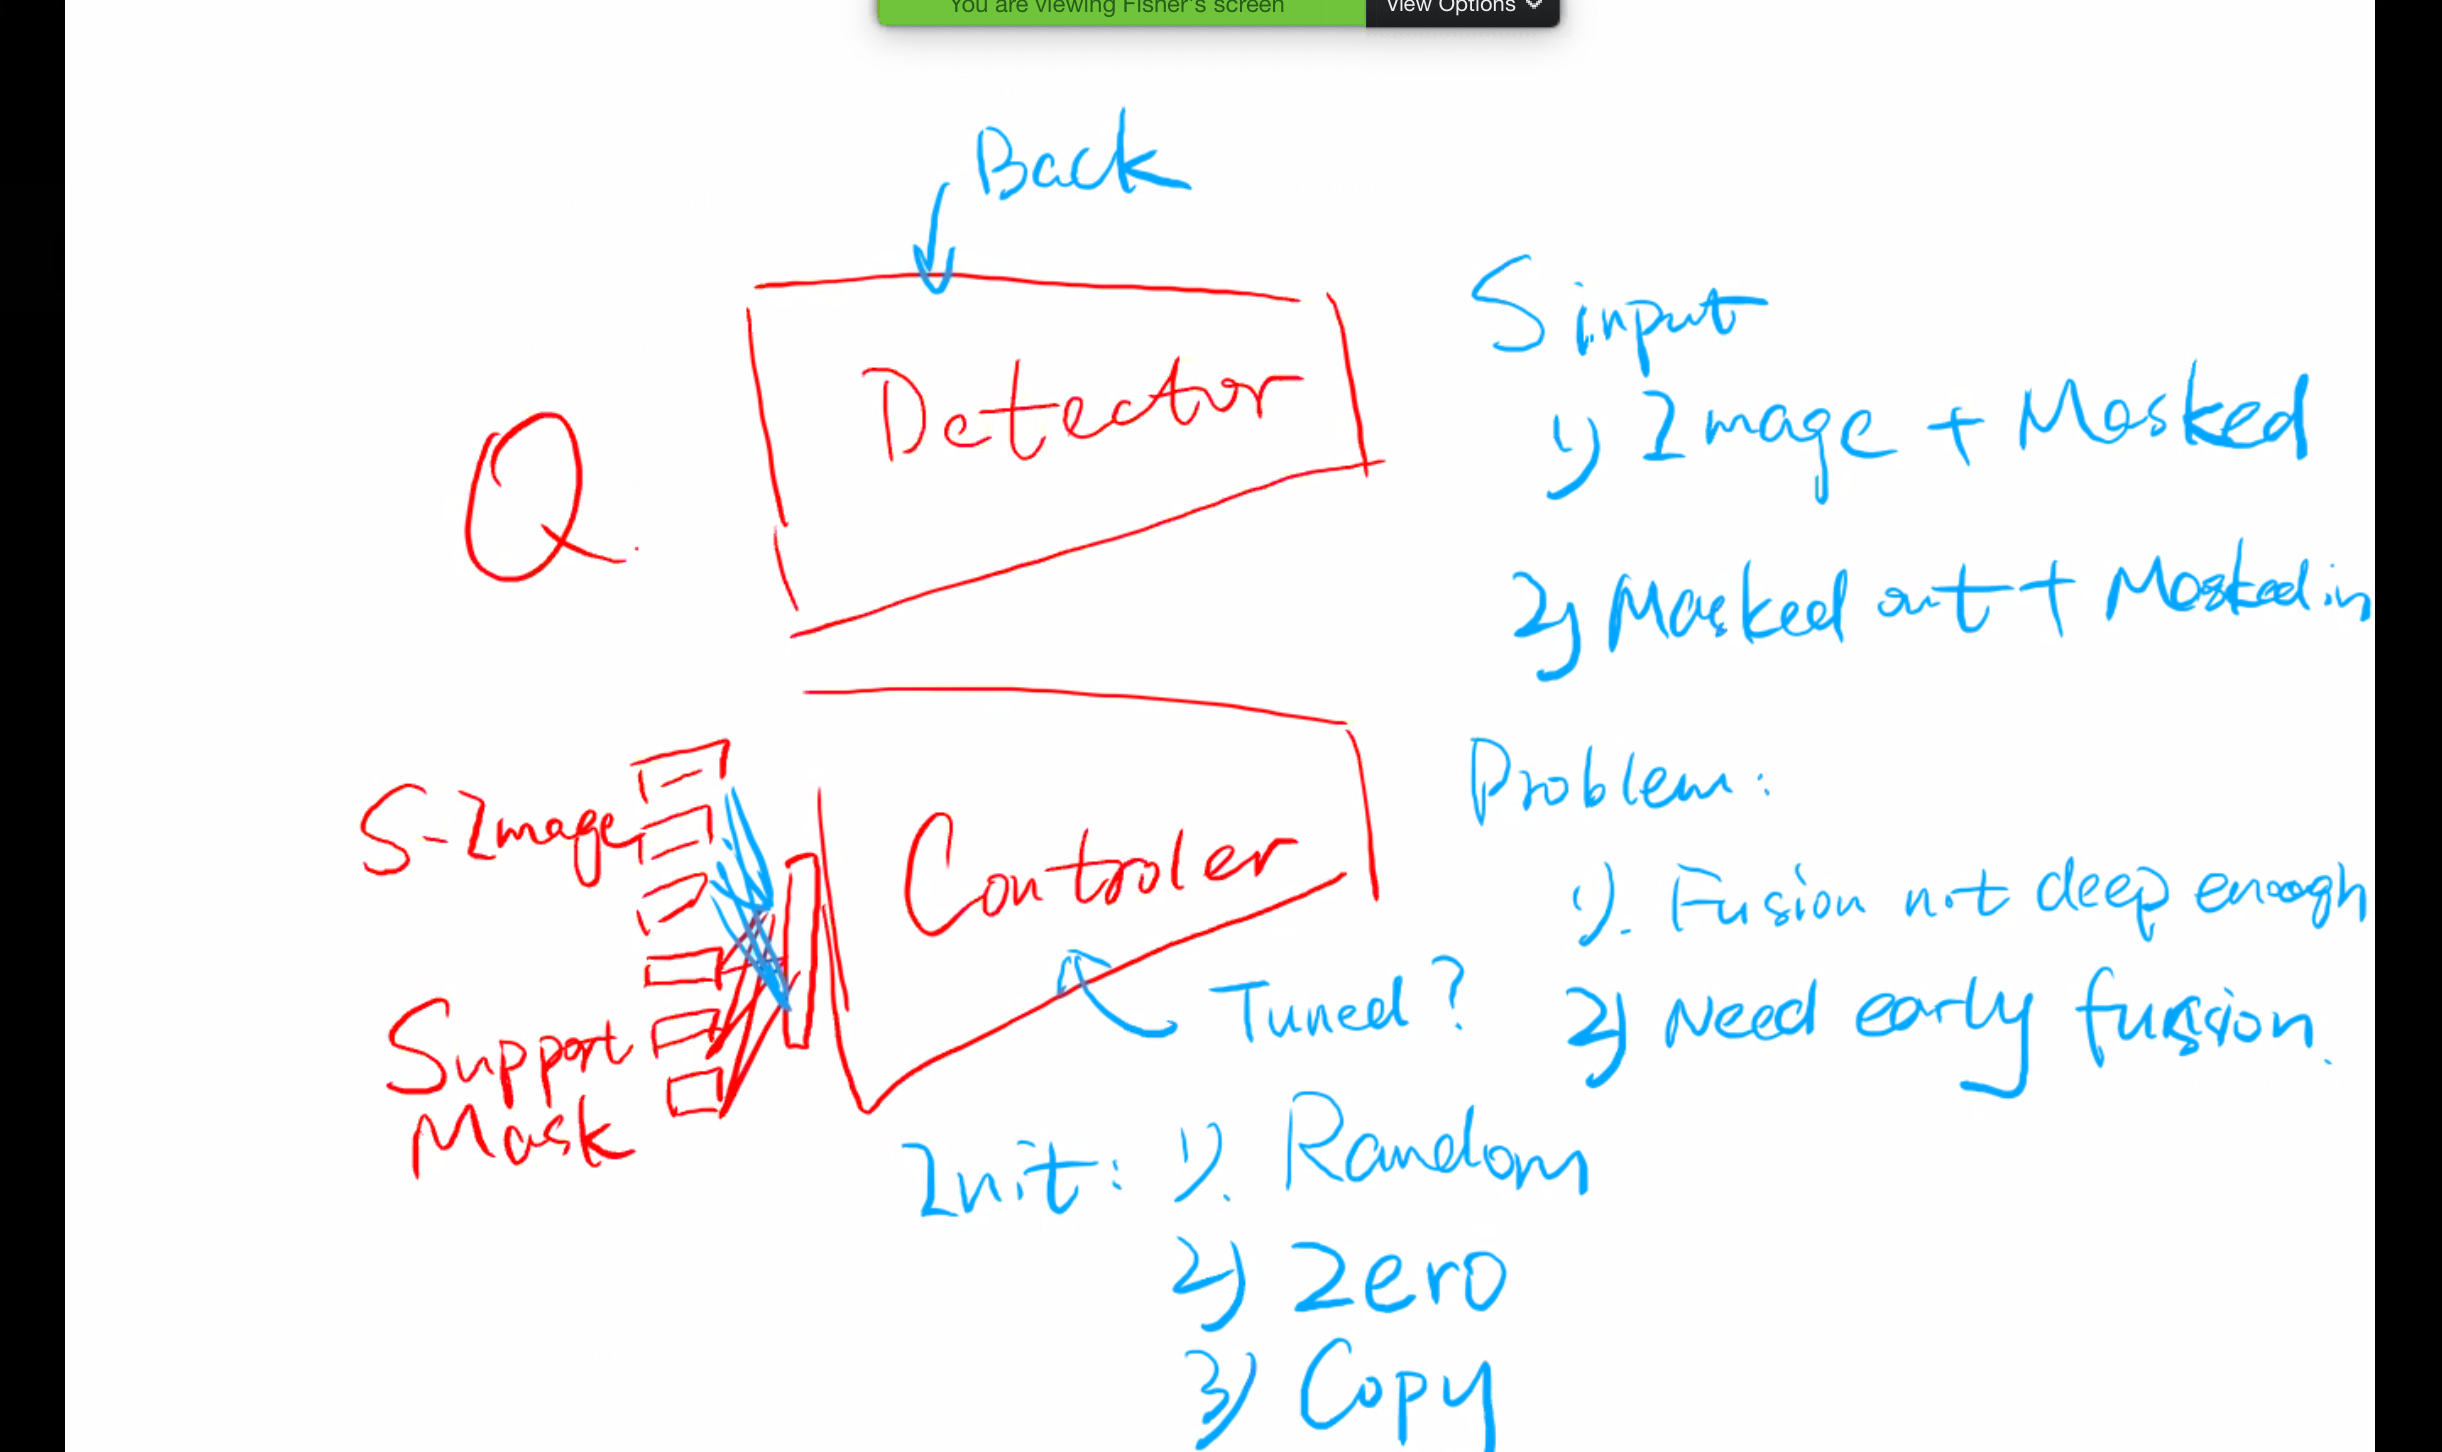 You are viewing Fisher's screen
View Options
Back
Detector
Q
S input
1) Image + Masked
2) Masked out + Masked in
Problem:
1). Fusion not deep enough
2) Need early fusion.
S-Image
Controler
Support
Mask
Tuned?
Init: 1). Random
2) Zero
3) Copy